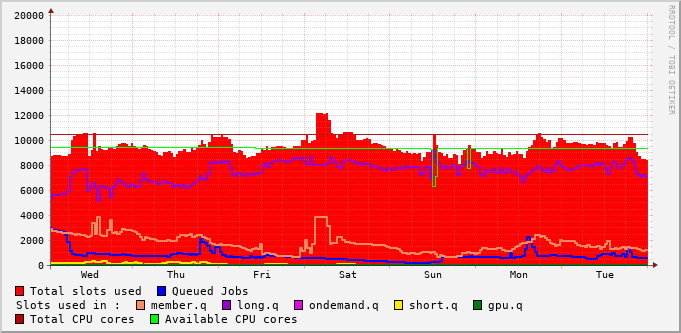 20000
18000
16000
14000
12000
10000
8000
6000
4000
2000
0
Wed Thu Fri Sat Sun Mon Tue
RRDTOOL / TOBI OETIKER
Total slots used Queued Jobs
Slots used in : member.q long.q ondemand.q short.q gpu.q
Total CPU cores Available CPU cores